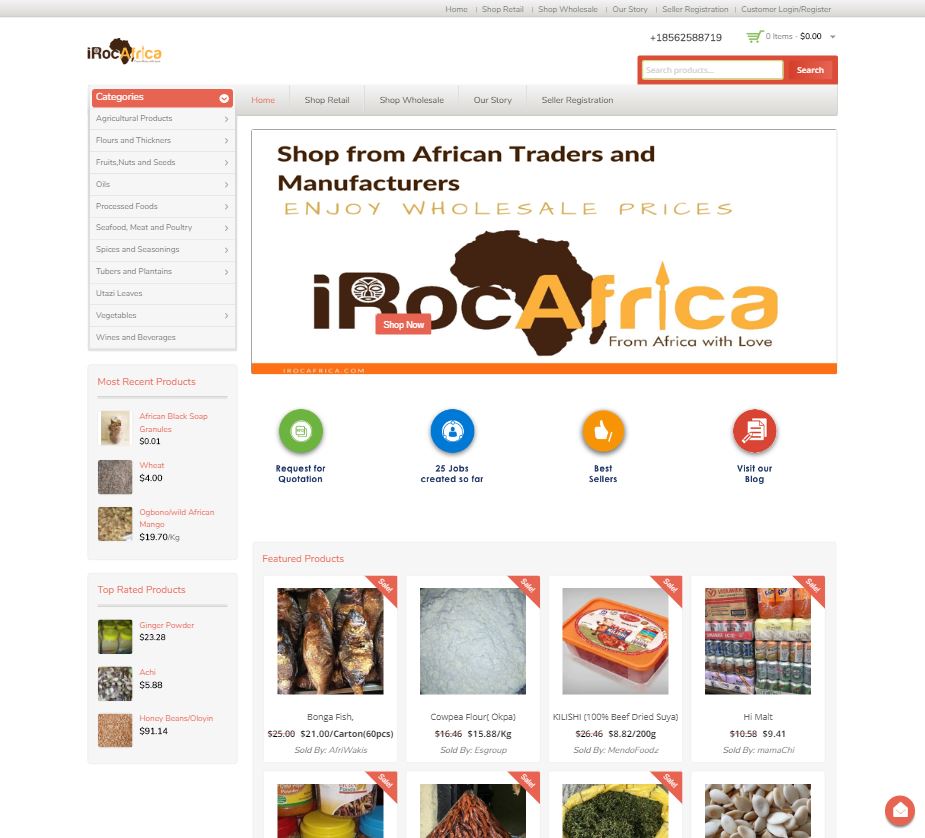 Home
Shop Retail
Shop Wholesale
Our Story
Seller Registration
Customer Login/Register
iRocAfrica
+18562588719
0 Items - $0.00
Search products...
Search
Categories
Home
Shop Retail
Shop Wholesale
Our Story
Seller Registration
Agricultural Products
Flours and Thickners
Fruits,Nuts and Seeds
Oils
Processed Foods
Seafood, Meat and Poultry
Spices and Seasonings
Tubers and Plantains
Utazi Leaves
Vegetables
Wines and Beverages
Shop from African Traders and
Manufacturers
ENJOY WHOLESALE PRICES
iRocAfrica
Shop Now
From Africa with Love
IROCAFRICA.COM
Most Recent Products
African Black Soap
Granules
$0.01
Wheat
$4.00
Ogbono/wild African
Mango
$19.70/Kg
Top Rated Products
Ginger Powder
$23.28
Achi
$5.88
Honey Beans/Oloyin
$91.14
Request for
Quotation
25 Jobs
created so far
Best
Sellers
Visit our
Blog
Featured Products
Sale!
Sale!
Sale!
Sale!
Bonga Fish,
$25.00 $21.00/Carton(60pcs)
Sold By: AfriWakis
Cowpea Flour( Okpa)
$16.46 $15.88/Kg
Sold By: Esgroup
KILISHI (100% Beef Dried Suya)
$26.46 $8.82/200g
Sold By: MendoFoodz
Hi Malt
$10.58 $9.41
Sold By: mamaChi
Sale!
Sale!
Sale!